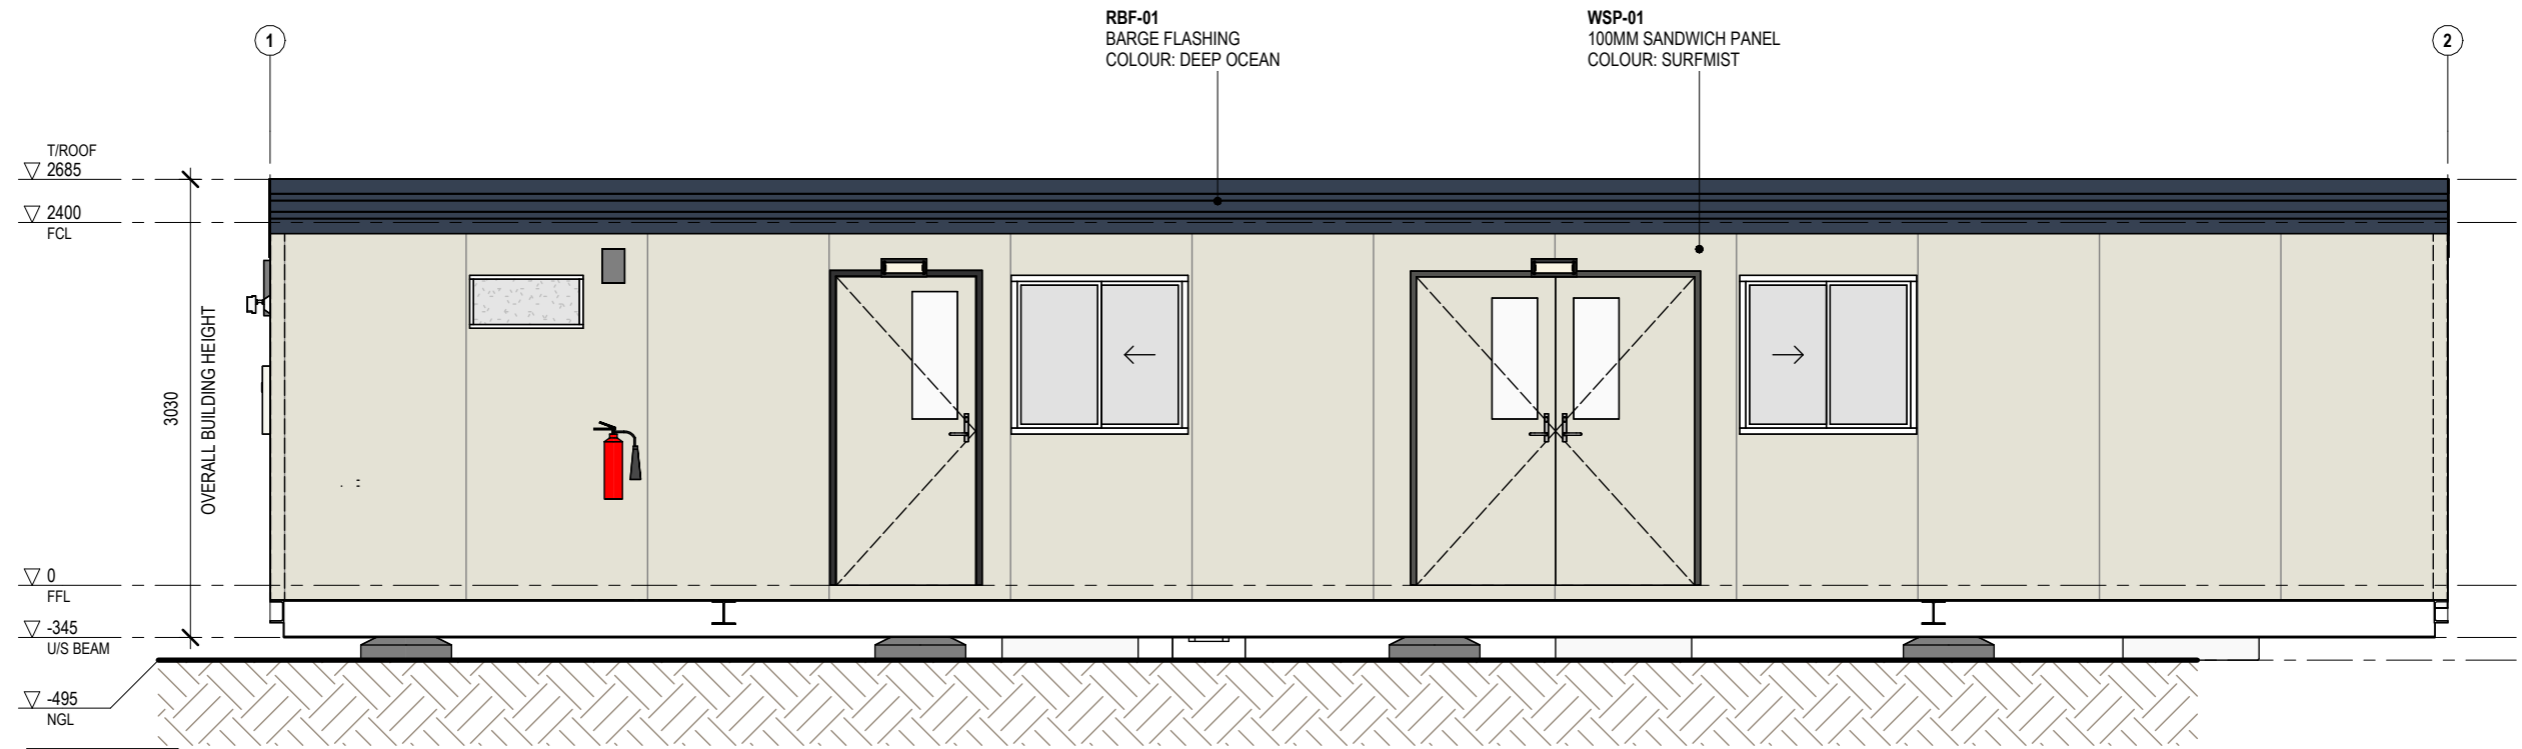 RBF-01
BARGE FLASHING
COLOUR: DEEP OCEAN
WSP-01
100MM SANDWICH PANEL
COLOUR: SURFMIST
1
2
T/ROOF
2685
2400
FCL
3030
OVERALL BUILDING HEIGHT
0
FFL
-345
U/S BEAM
-495
NGL